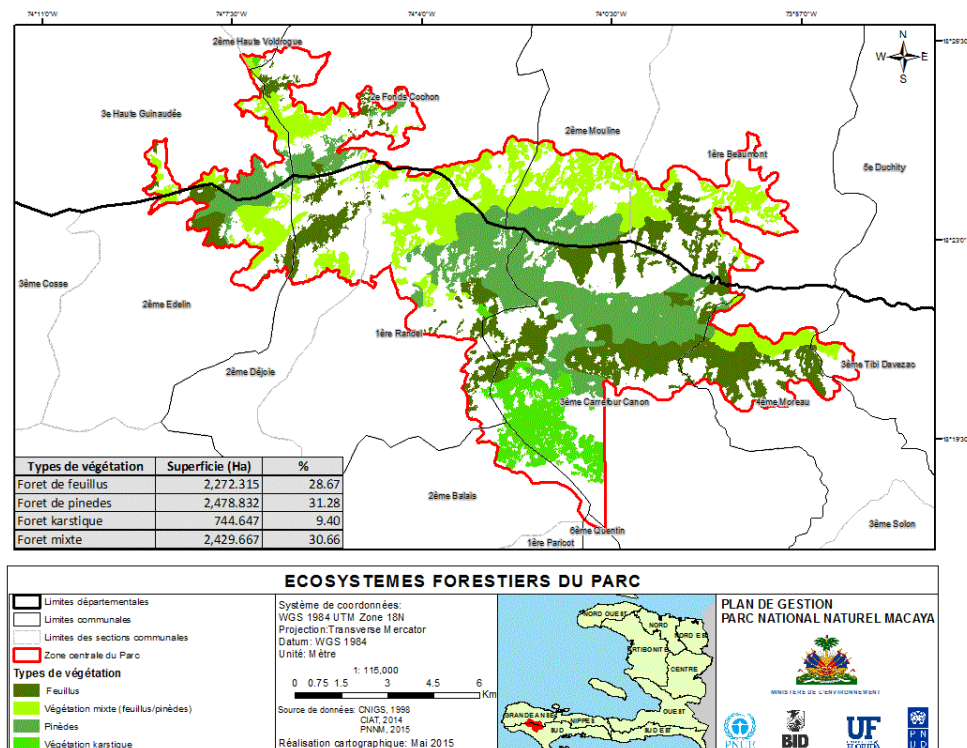 74°11'0"W 74°7'30"W 74°4'0"W 74°0'30"W 73°57'0"W
18°26'30
N
W E
S
2ème Haute Voldrogue
2e Fonds Cochon
3e Haute Guinaudée
2ème Mouline
1ère Beaumont
5e Duchity
18°23'0"
3ème Cosse
2ème Edelin
1ère Randel
2ème Déjoie
3ème Tibi Davezac
3ème Carrefour Canon
4ème Moreau
18°19'30
2ème Balais
6ème Quentin
1ère Paricot
3ème Solon
Types de végétation Superficie (Ha) %
Foret de feuillus 2,272.315 28.67
Foret de pinedes 2,478.832 31.28
Foret karstique 744.647 9.40
Foret mixte 2,429.667 30.66
ECOSYSTEMES FORESTIERS DU PARC
Limites départementales
Limites communales
Limites des sections communales
Zone centrale du Parc
Types de végétation
Feuillus
Végétation mixte (feuillus/pinèdes)
Pinèdes
Végétation karstique
Système de coordonnées:
WGS 1984 UTM Zone 18N
Projection:Transverse Mercator
Datum: WGS 1984
Unité: Mètre
1: 115,000
0 0.75 1.5 3 4.5 6
Km
Source de données: CNIGS, 1998
CIAT, 2014
PNNM, 2015
Réalisation cartographique: Mai 2015
NORD OUEST
NORD
NORD ES
RTIBONITE
CENTRE
GRANDE ANSE
NIPPES
OUEST
SUD
SUD EST
PLAN DE GESTION
PARC NATIONAL NATUREL MACAYA
MINISTERE DE L'ENVIRONNEMENT
PNUE
BID
UF
FLORIDA
P N
U D